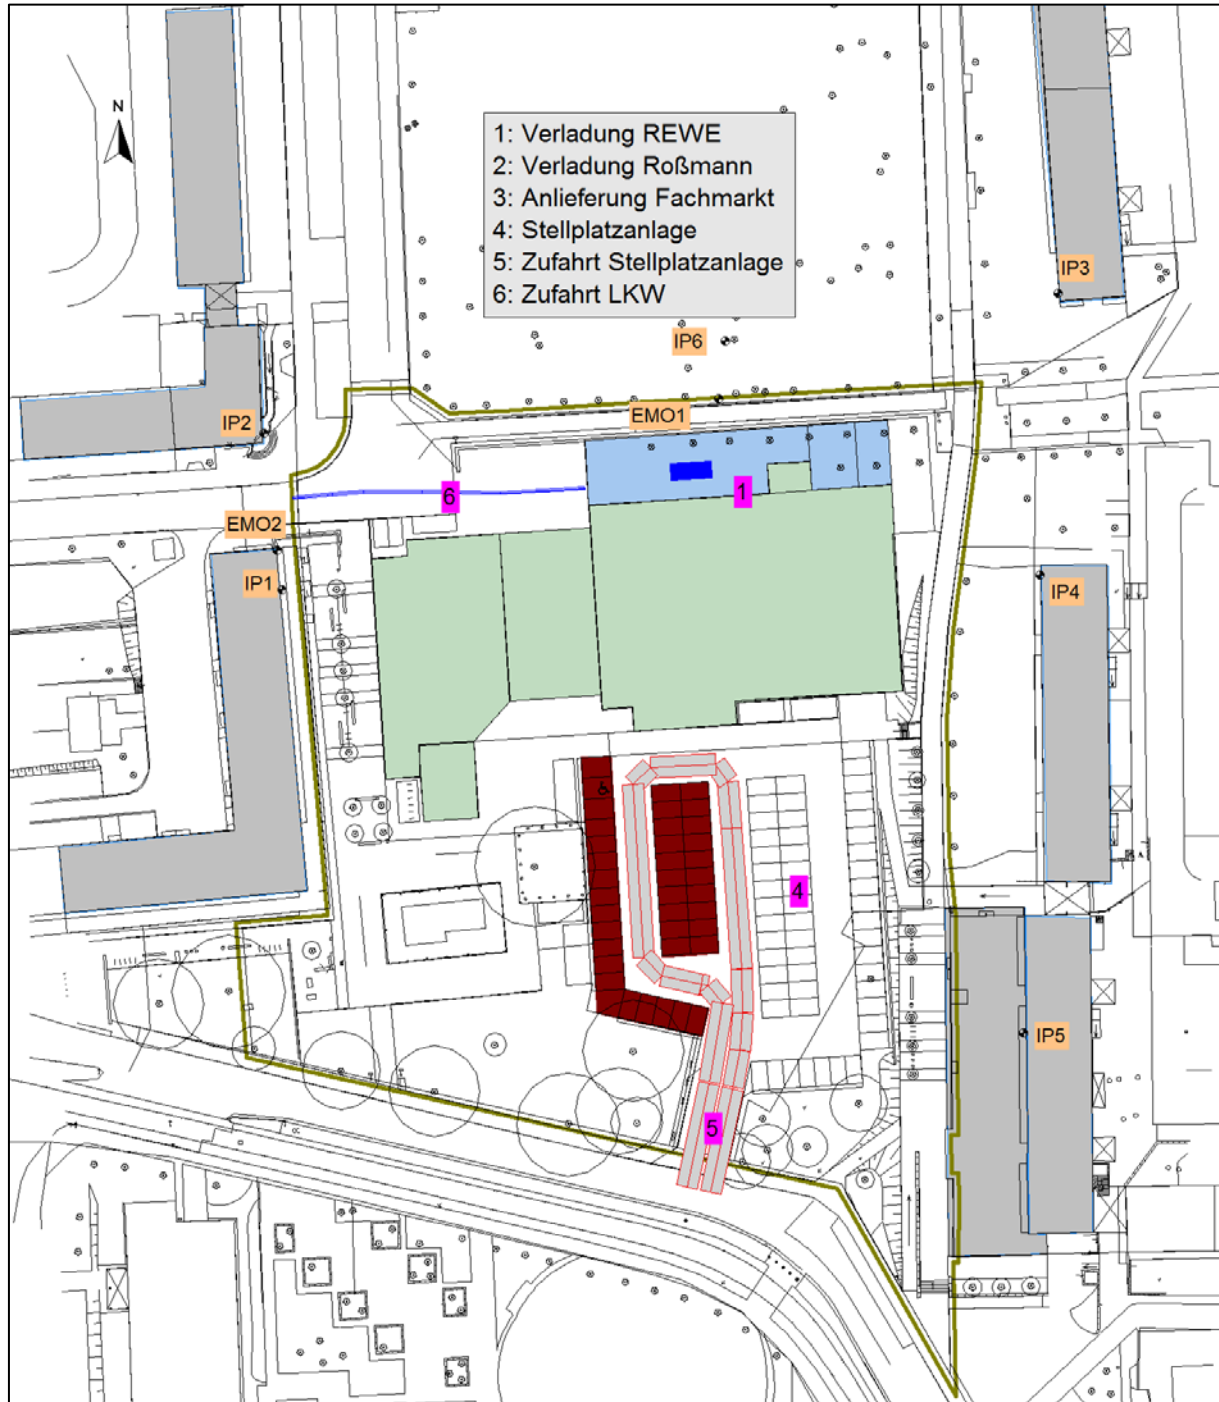 N
1: Verladung REWE
2: Verladung Roßmann
3: Anlieferung Fachmarkt
4: Stellplatzanlage
5: Zufahrt Stellplatzanlage
6: Zufahrt LKW
IP3
IP6
EMO1
IP2
1
6
EMO2
IP1
IP4
4
IP5
5